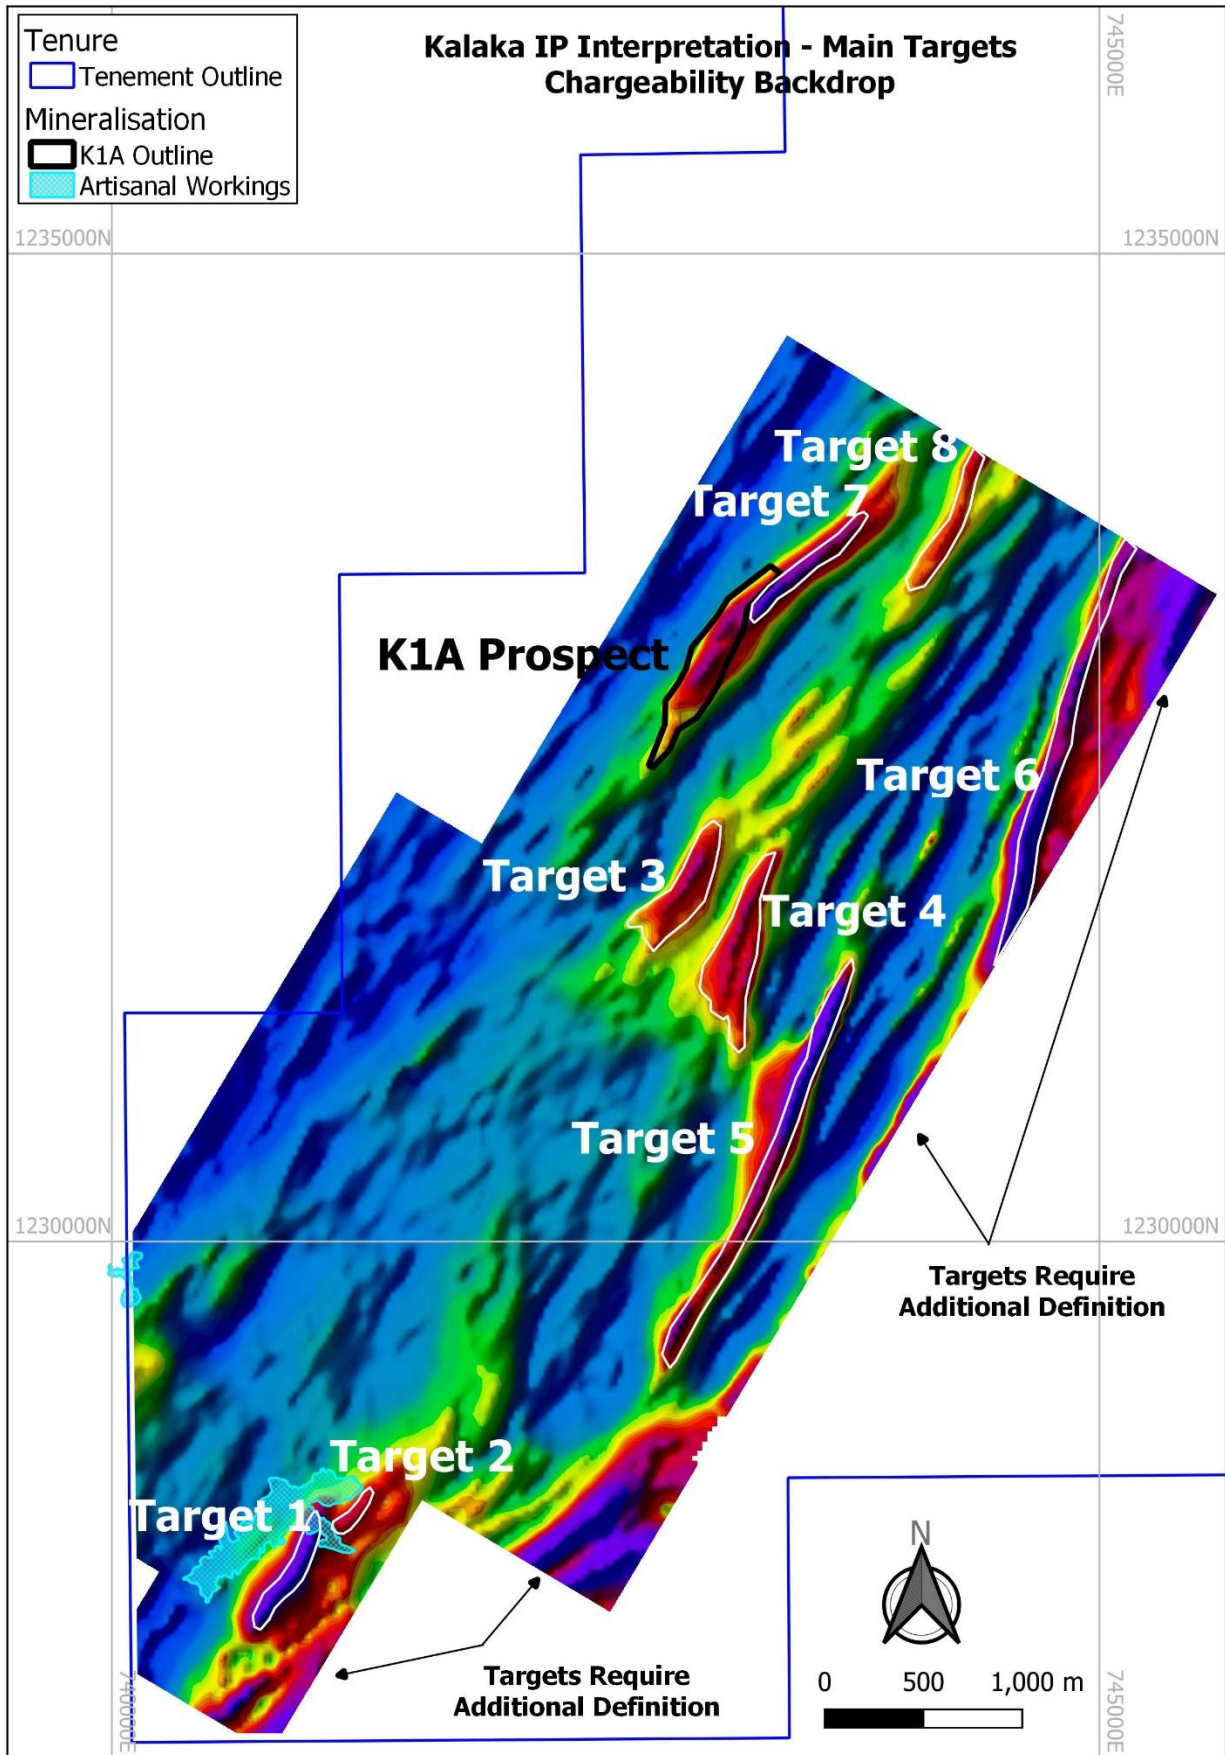 Tenure
Tenement Outline
Mineralisation
K1A Outline
Artisanal Workings
Kalaka IP Interpretation - Main Targets
Chargeability Backdrop
745000E
1235000N
1235000N
Target 8
Target 7
K1A Prospect
Target 6
Target 3
Target 4
Target 5
1230000N
1230000N
Targets Require
Additional Definition
Target 2
Target 1
N
Targets Require
Additional Definition
0 500 1,000 m
740000E
745000E